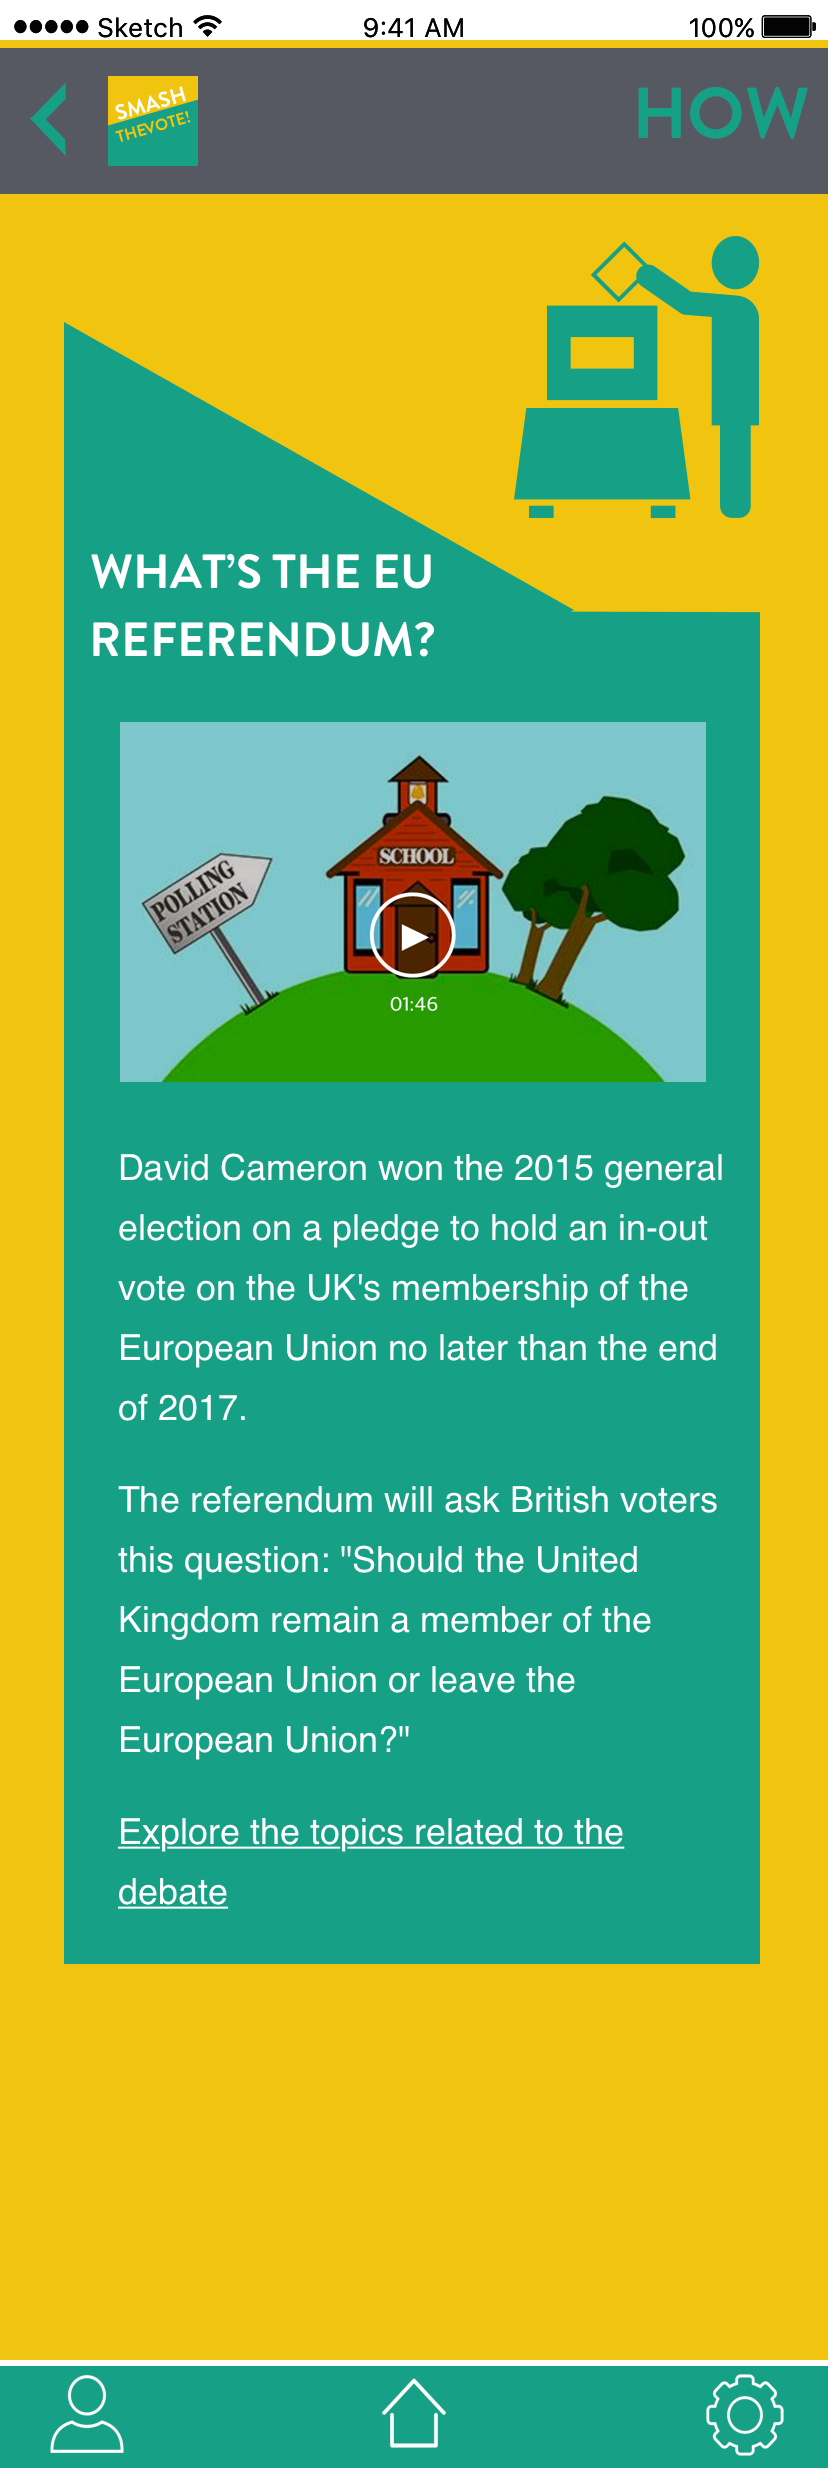 Sketch 9:41 AM 100%
SMASH
THEVOTE!
HOW
WHAT’S THE EU
REFERENDUM?
SCHOOL
POLLING
STATION
01:46
David Cameron won the 2015 general
election on a pledge to hold an in-out
vote on the UK's membership of the
European Union no later than the end
of 2017.
The referendum will ask British voters
this question: "Should the United
Kingdom remain a member of the
European Union or leave the
European Union?"
Explore the topics related to the
debate